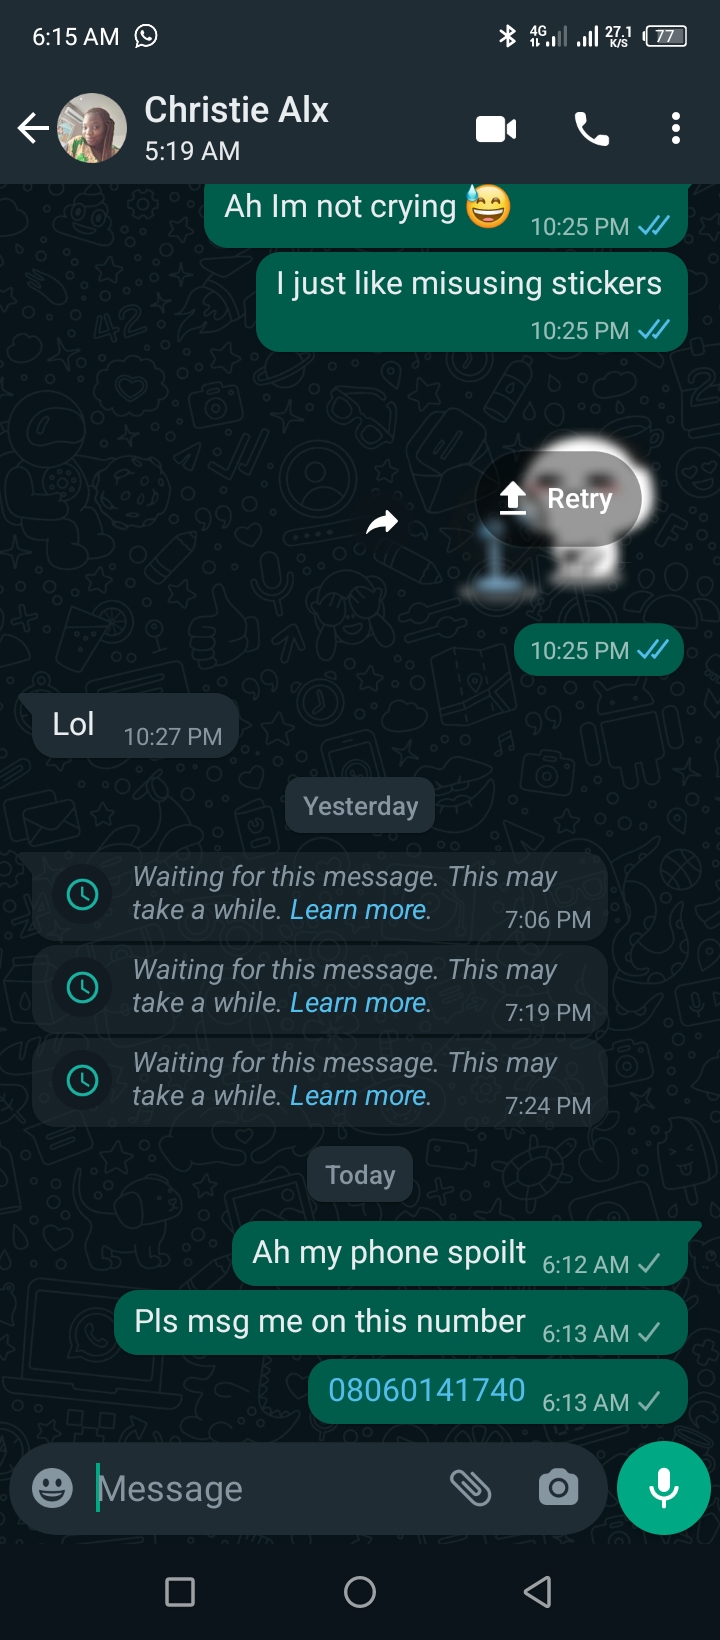 6:15 AM
4G 27.1 K/S 77
Christie Alx
5:19 AM
Ah Im not crying 😅 10:25 PM
I just like misusing stickers
10:25 PM
Retry
10:25 PM
Lol 10:27 PM
Yesterday
Waiting for this message. This may
take a while. Learn more. 7:06 PM
Waiting for this message. This may
take a while. Learn more. 7:19 PM
Waiting for this message. This may
take a while. Learn more. 7:24 PM
Today
Ah my phone spoilt 6:12 AM
Pls msg me on this number 6:13 AM
08060141740 6:13 AM
Message